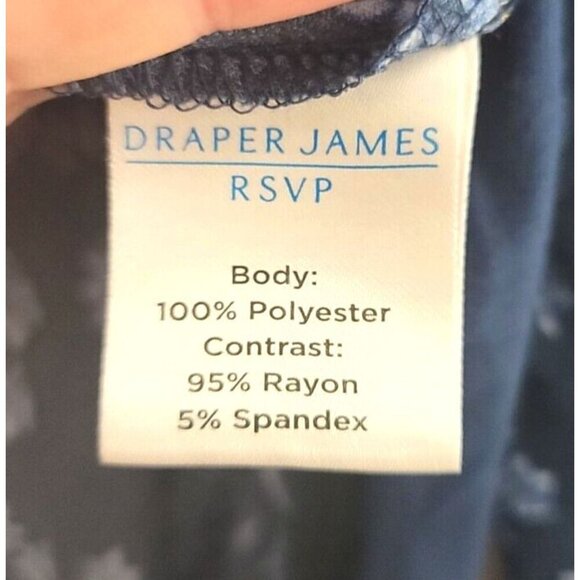 DRAPER JAMES
RSVP
Body:
100% Polyester
Contrast:
95% Rayon
5% Spandex